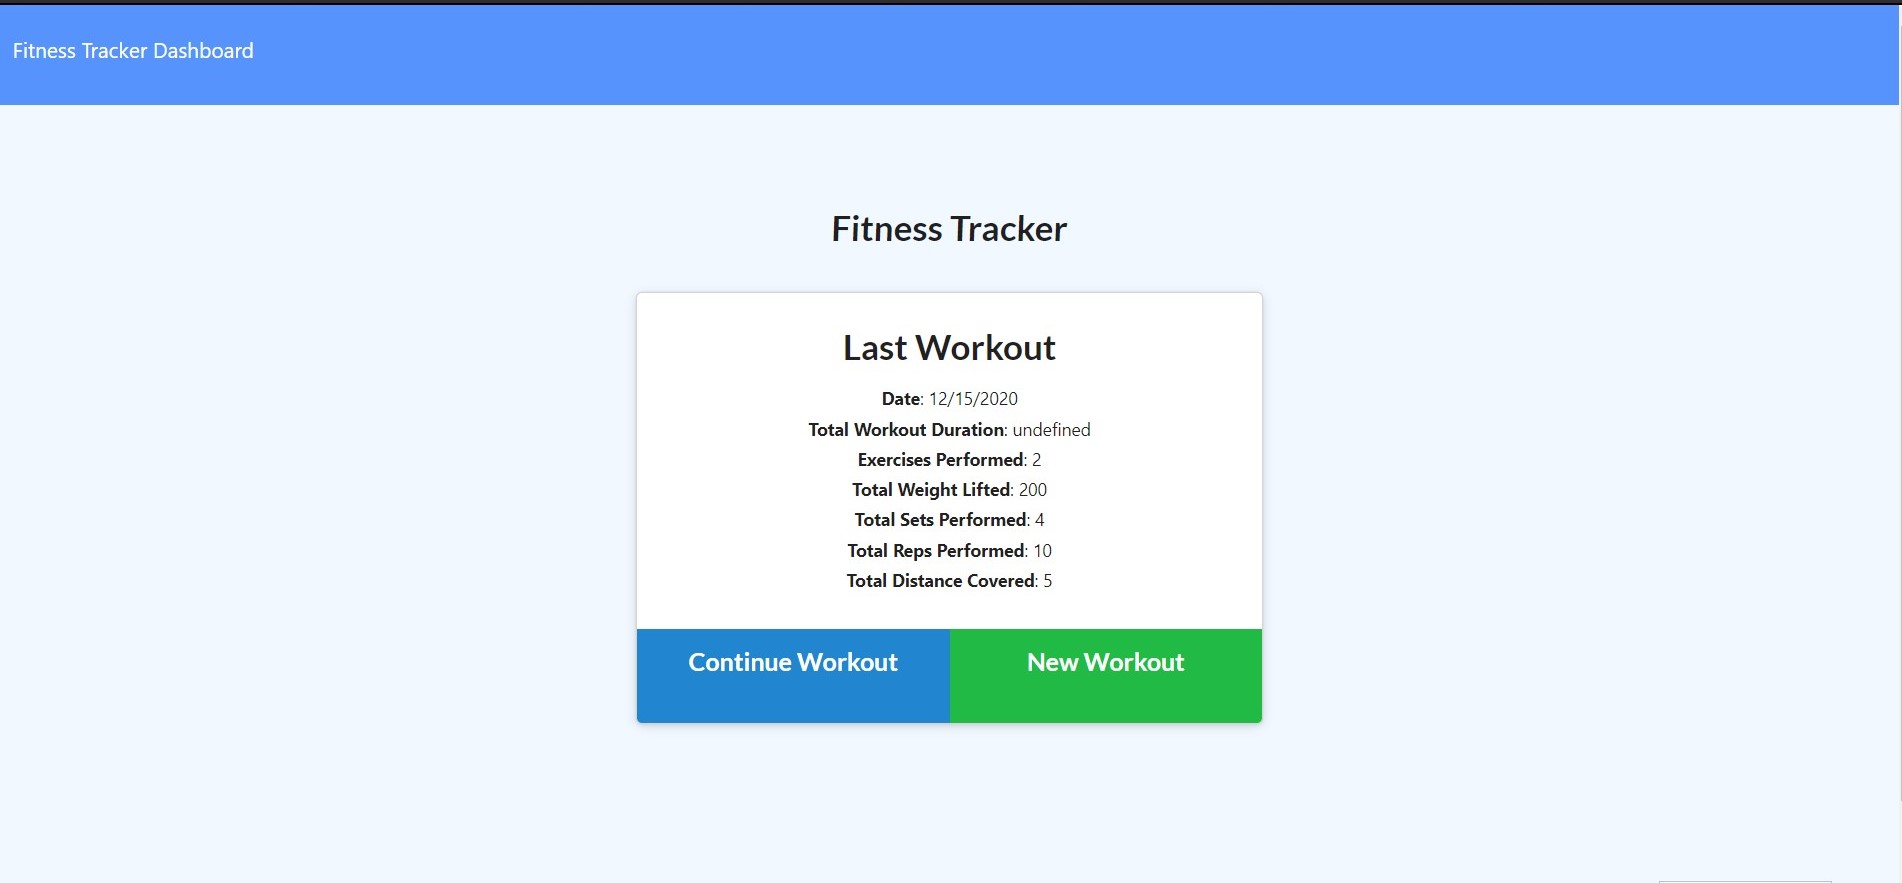 Fitness Tracker Dashboard
Fitness Tracker
Last Workout
Date: 12/15/2020
Total Workout Duration: undefined
Exercises Performed: 2
Total Weight Lifted: 200
Total Sets Performed: 4
Total Reps Performed: 10
Total Distance Covered: 5
Continue Workout
New Workout